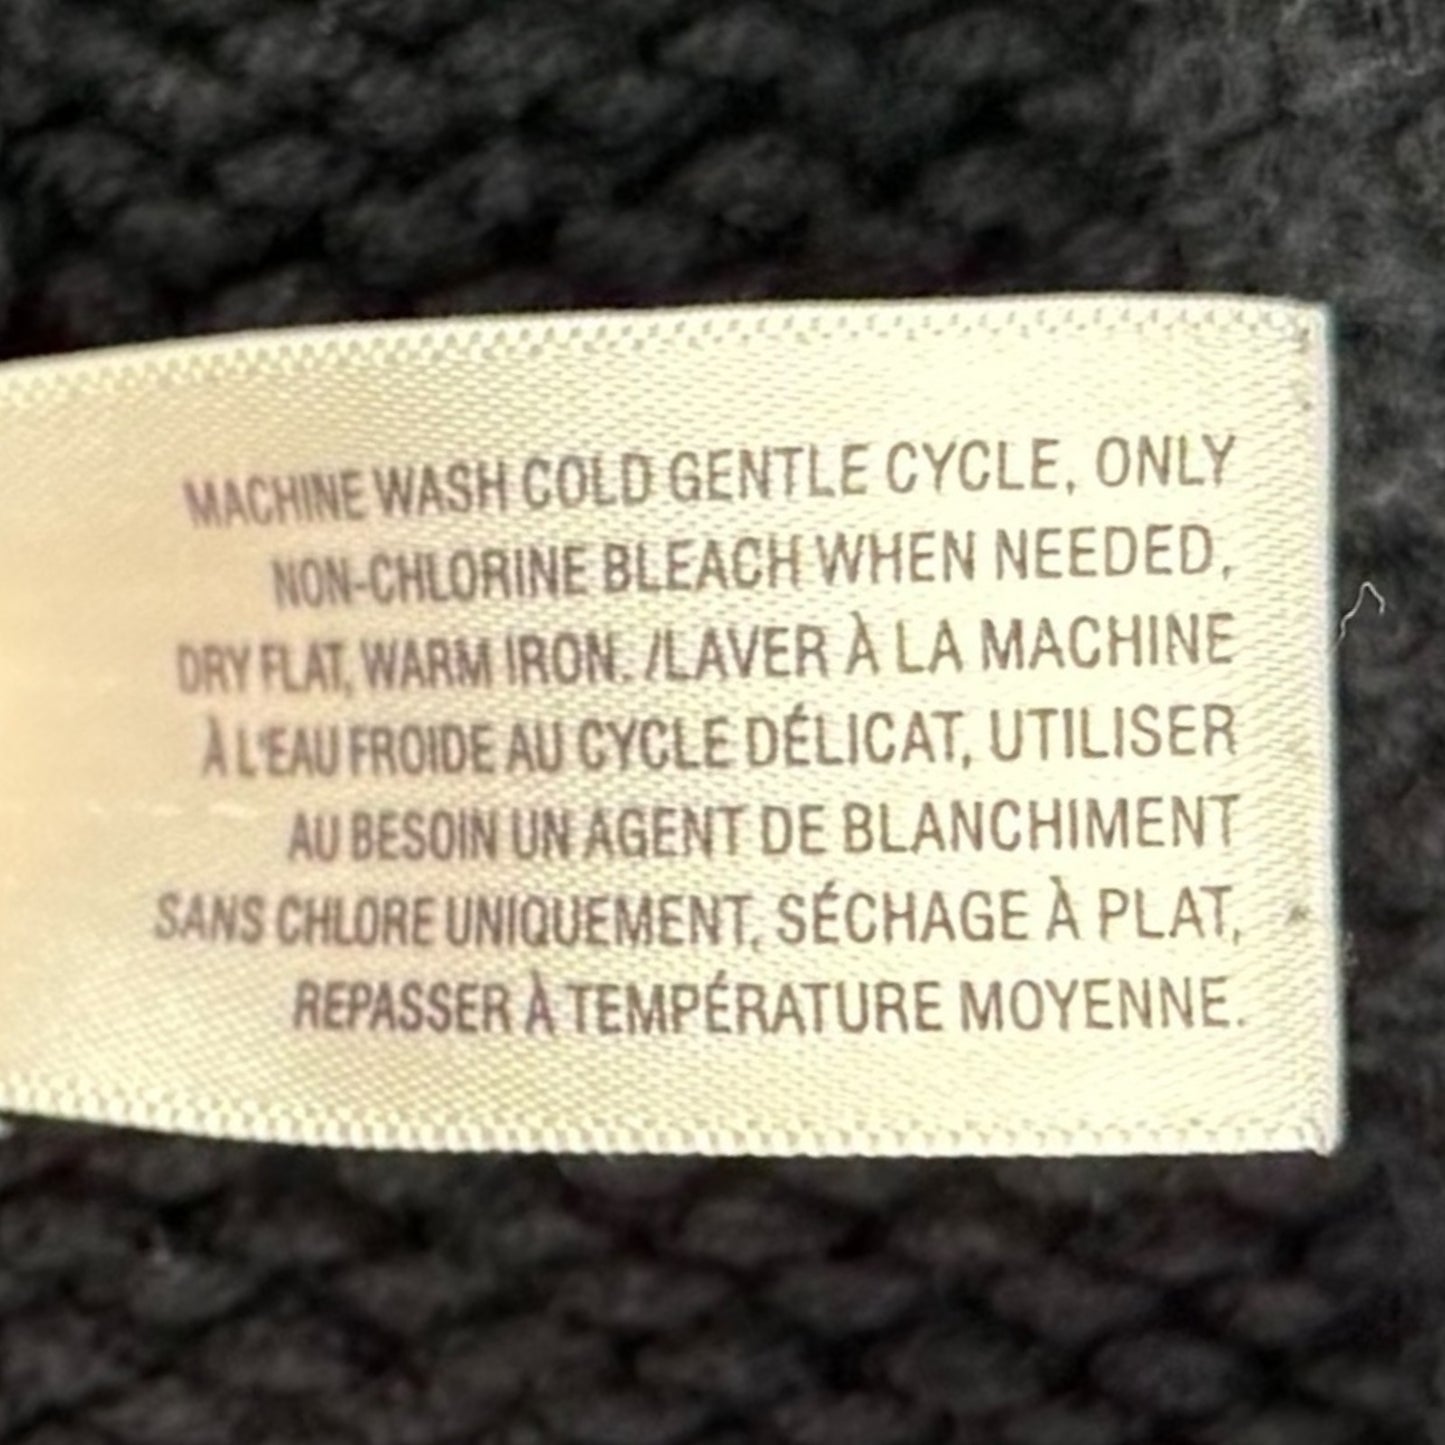 MACHINE WASH COLD GENTLE CYCLE, ONLY
NON-CHLORINE BLEACH WHEN NEEDED,
DRY FLAT, WARM IRON. /LAVER À LA MACHINE
À L'EAU FROIDE AU CYCLE DÉLICAT, UTILISER
AU BESOIN UN AGENT DE BLANCHIMENT
SANS CHLORE UNIQUEMENT, SÉCHAGE À PLAT,
REPASSER À TEMPÉRATURE MOYENNE.